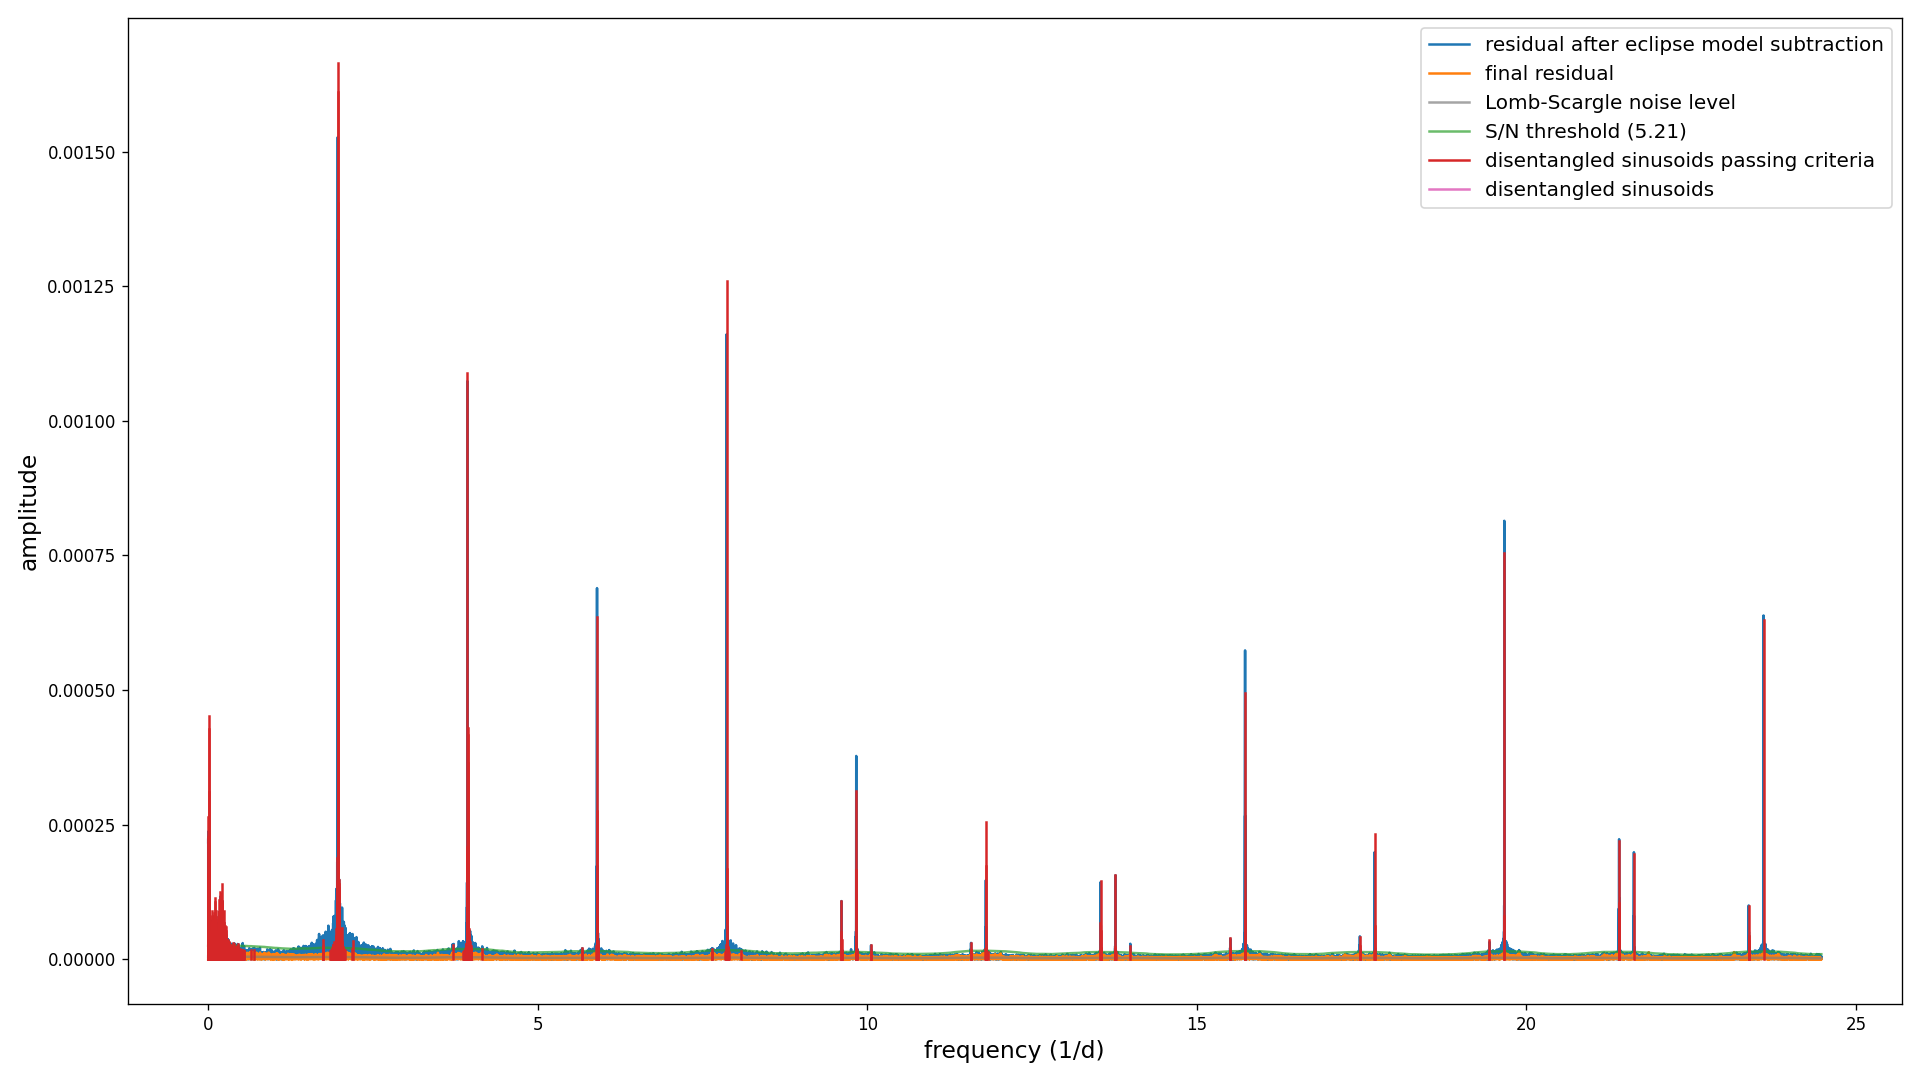 residual after eclipse model subtraction
final residual
Lomb-Scargle noise level
S/N threshold (5.21)
disentangled sinusoids passing criteria
disentangled sinusoids
amplitude
0.00150
0.00125
0.00100
0.00075
0.00050
0.00025
0.00000
0 5 10 15 20 25
frequency (1/d)